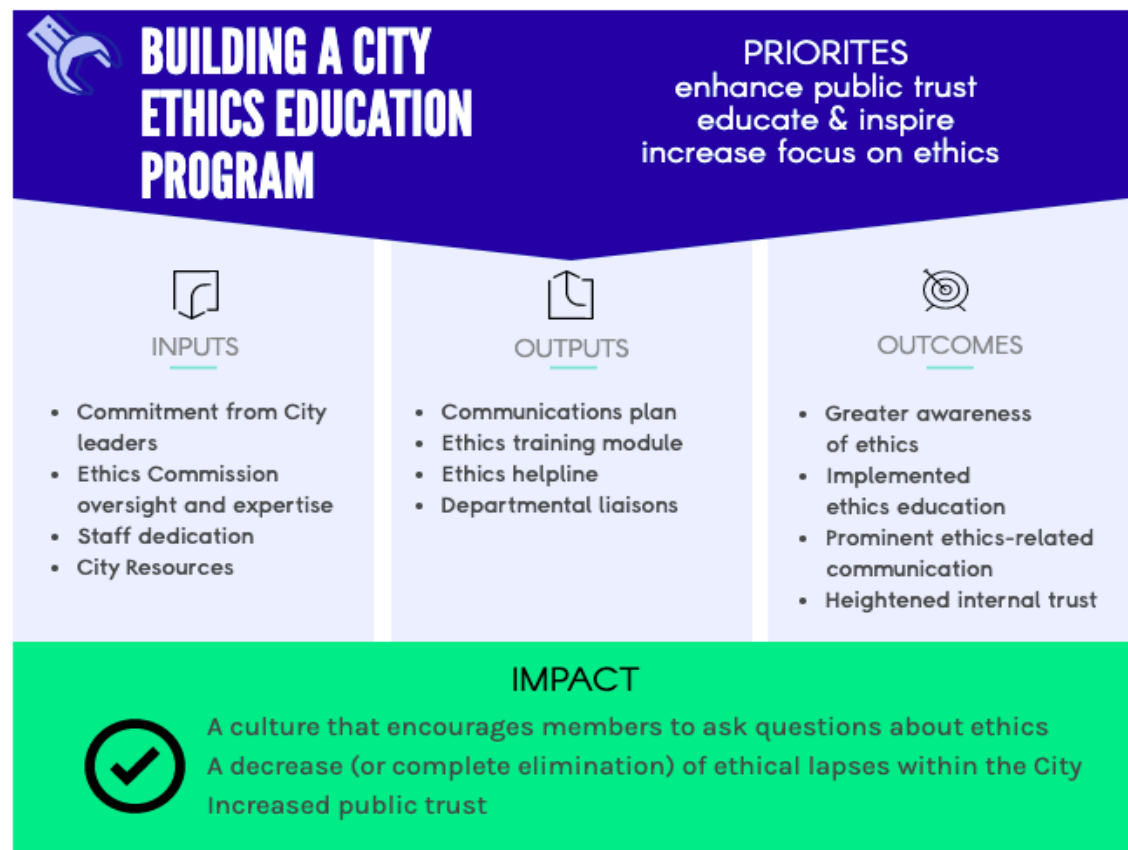 BUILDING A CITY
ETHICS EDUCATION
PROGRAM
PRIORITES
enhance public trust
educate & inspire
increase focus on ethics
INPUTS
• Commitment from City
leaders
• Ethics Commission
oversight and expertise
• Staff dedication
• City Resources
OUTPUTS
• Communications plan
• Ethics training module
• Ethics helpline
• Departmental liaisons
OUTCOMES
• Greater awareness
of ethics
• Implemented
ethics education
• Prominent ethics-related
communication
• Heightened internal trust
IMPACT
A culture that encourages members to ask questions about ethics
A decrease (or complete elimination) of ethical lapses within the City
Increased public trust